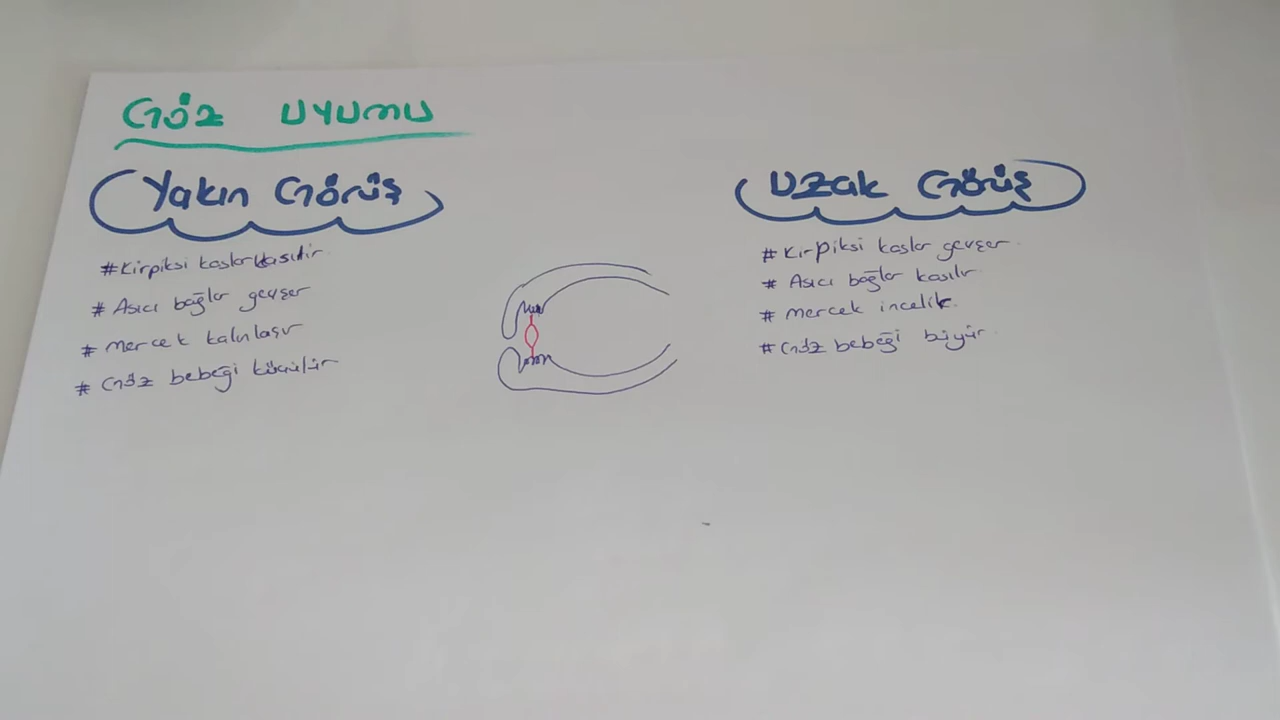 Göz uyumu
Yakın Görüş
#Kirpiksi kaslar kasılır
# Asıcı bağlar gevşer
# mercek kalınlaşır
# Göz bebeği küçülür
Uzak Görüş
# Kirpiksi kaslar gevşer
# Asıcı bağlar kasılır
# mercek incelir
# Göz bebeği büyür